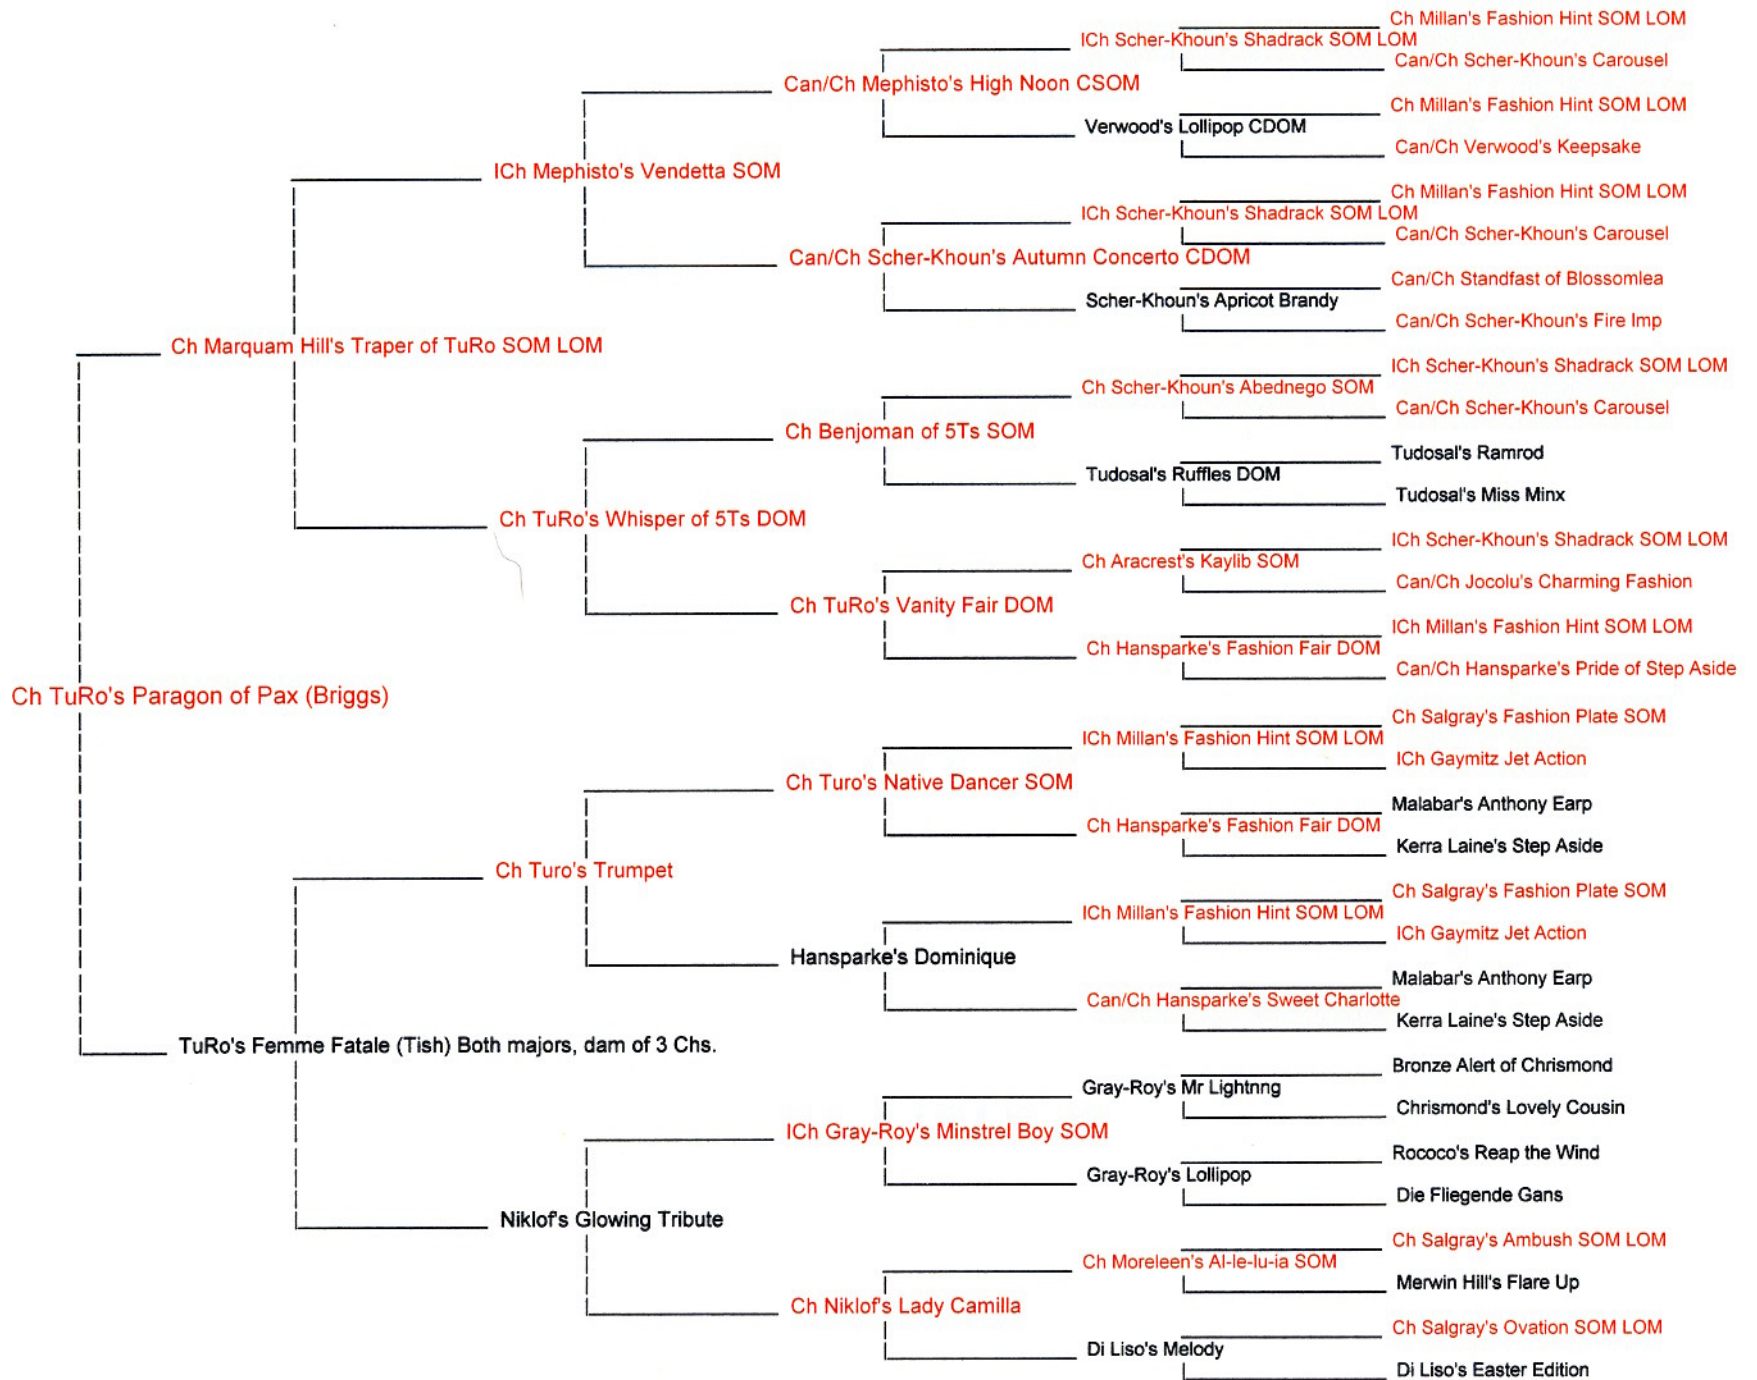 Ch Millan's Fashion Hint SOM LOM
ICh Scher-Khoun's Shadrack SOM LOM
Can/Ch Scher-Khoun's Carousel
Can/Ch Mephisto's High Noon CSOM
Ch Millan's Fashion Hint SOM LOM
Verwood's Lollipop CDOM
Can/Ch Verwood's Keepsake
ICh Mephisto's Vendetta SOM
Ch Millan's Fashion Hint SOM LOM
ICh Scher-Khoun's Shadrack SOM LOM
Can/Ch Scher-Khoun's Carousel
Can/Ch Scher-Khoun's Autumn Concerto CDOM
Can/Ch Standfast of Blossomlea
Scher-Khoun's Apricot Brandy
Can/Ch Scher-Khoun's Fire Imp
Ch Marquam Hill's Traper of TuRo SOM LOM
ICh Scher-Khoun's Shadrack SOM LOM
Ch Scher-Khoun's Abednego SOM
Can/Ch Scher-Khoun's Carousel
Ch Benjoman of 5Ts SOM
Tudosal's Ramrod
Tudosal's Ruffles DOM
Tudosal's Miss Minx
Ch TuRo's Whisper of 5Ts DOM
ICh Scher-Khoun's Shadrack SOM LOM
Ch Aracrest's Kaylib SOM
Can/Ch Jocolu's Charming Fashion
Ch TuRo's Vanity Fair DOM
ICh Millan's Fashion Hint SOM LOM
Ch Hansparke's Fashion Fair DOM
Can/Ch Hansparke's Pride of Step Aside
Ch TuRo's Paragon of Pax (Briggs)
Ch Salgray's Fashion Plate SOM
ICh Millan's Fashion Hint SOM LOM
ICh Gaymitz Jet Action
Ch Turo's Native Dancer SOM
Malabar's Anthony Earp
Ch Hansparke's Fashion Fair DOM
Kerra Laine's Step Aside
Ch Turo's Trumpet
Ch Salgray's Fashion Plate SOM
ICh Millan's Fashion Hint SOM LOM
ICh Gaymitz Jet Action
Hansparke's Dominique
Malabar's Anthony Earp
Can/Ch Hansparke's Sweet Charlotte
Kerra Laine's Step Aside
TuRo's Femme Fatale (Tish) Both majors, dam of 3 Chs.
Bronze Alert of Chrismond
Gray-Roy's Mr Lightnng
Chrismond's Lovely Cousin
ICh Gray-Roy's Minstrel Boy SOM
Rococo's Reap the Wind
Gray-Roy's Lollipop
Die Fliegende Gans
Niklof's Glowing Tribute
Ch Salgray's Ambush SOM LOM
Ch Moreleen's Al-le-lu-ia SOM
Merwin Hill's Flare Up
Ch Niklof's Lady Camilla
Ch Salgray's Ovation SOM LOM
Di Liso's Melody
Di Liso's Easter Edition